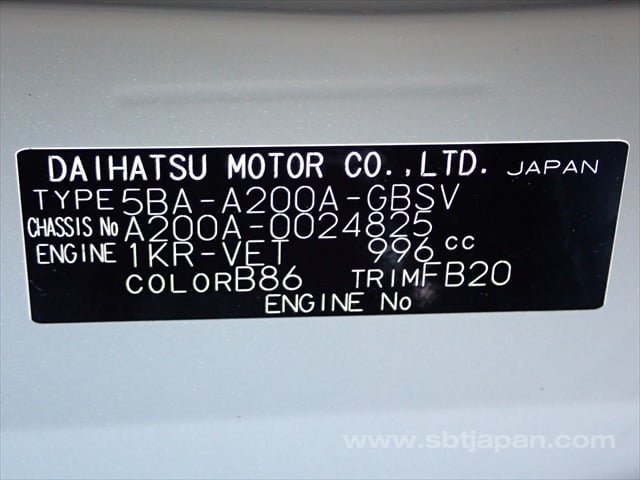 DAIHATSU MOTOR CO.,LTD. JAPAN
TYPE 5BA-A200A-GBSV
CHASSIS No A200A-0024825
ENGINE 1KR-VET 996 cc
COLOR B86 TRIM FB20
ENGINE No
www.sbtjapan.com